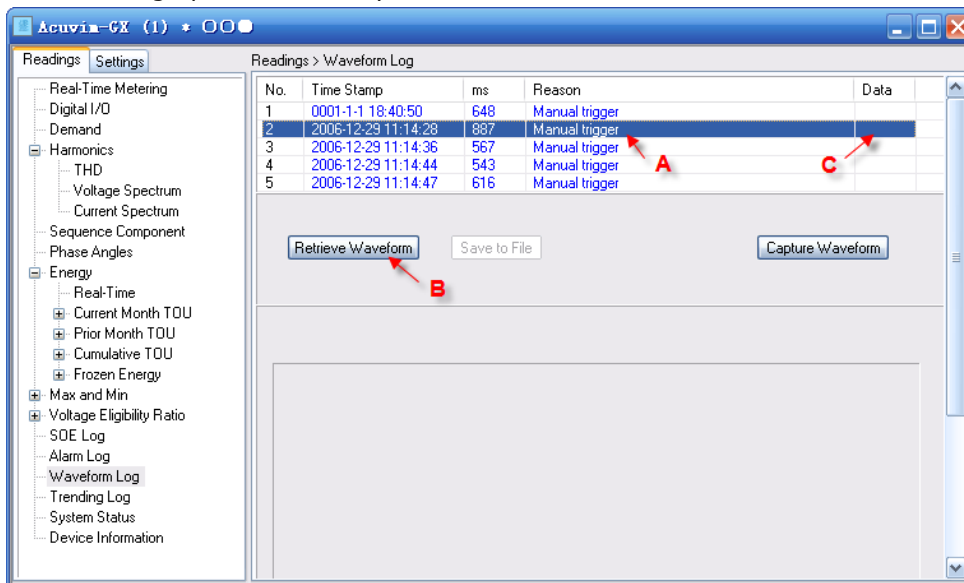 Acuvim-GX (1) *
Readings Settings
Readings > Waveform Log
Real-Time Metering
Digital I/O
Demand
Harmonics
THD
Voltage Spectrum
Current Spectrum
Sequence Component
Phase Angles
Energy
Real-Time
Current Month TOU
Prior Month TOU
Cumulative TOU
Frozen Energy
Max and Min
Voltage Eligibility Ratio
SOE Log
Alarm Log
Waveform Log
Trending Log
System Status
Device Information
No. Time Stamp ms Reason Data
1 0001-1-1 18:40:50 648 Manual trigger
2 2006-12-29 11:14:28 887 Manual trigger
3 2006-12-29 11:14:36 567 Manual trigger
4 2006-12-29 11:14:44 543 Manual trigger
5 2006-12-29 11:14:47 616 Manual trigger
A
C
Retrieve Waveform Save to File Capture Waveform
B